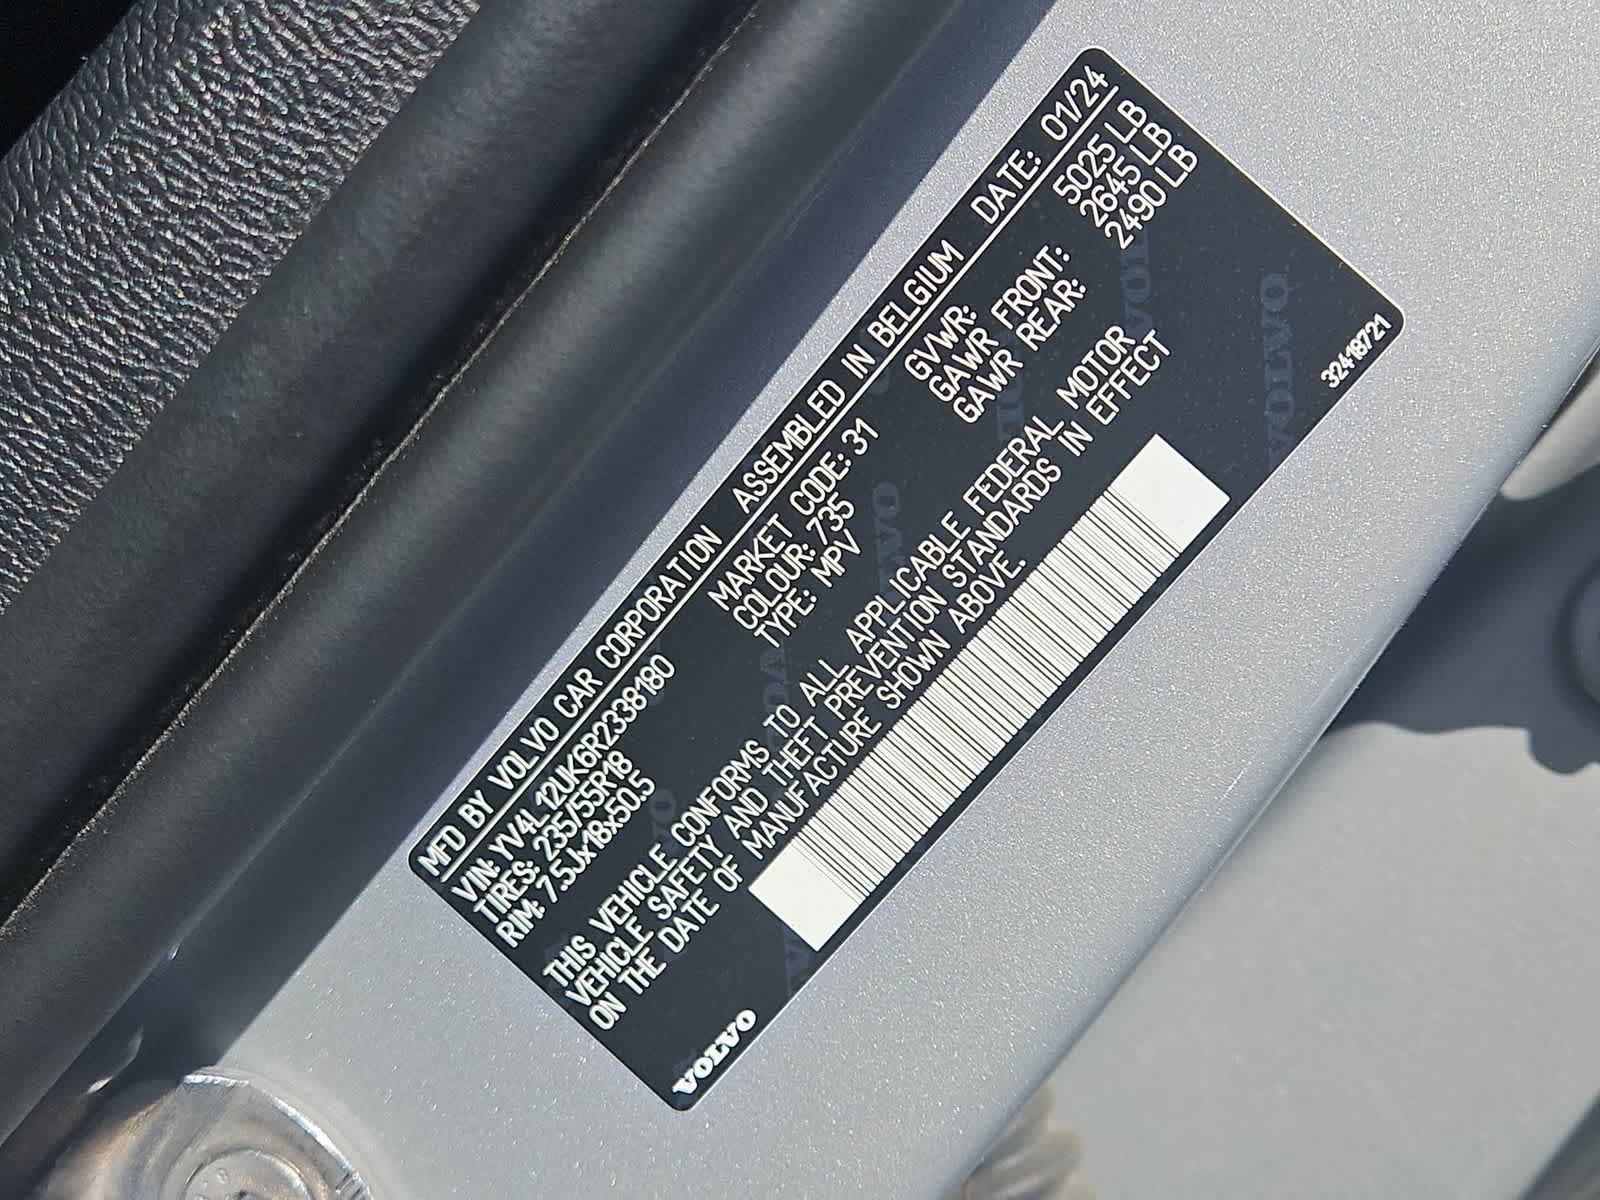 MFD BY VOLVO CAR CORPORATION ASSEMBLED IN BELGIUM DATE: 01/24
VIN: YV4L12UK6R2338180 MARKET CODE: 31 GVWR: 5025 LB
TIRES: 235/55R18 COLOUR: 735 GAWR FRONT: 2645 LB
RIM: 7.5Jx18x50.5 TYPE: MPV GAWR REAR: 2490 LB
THIS VEHICLE CONFORMS TO ALL APPLICABLE FEDERAL MOTOR
VEHICLE SAFETY AND THEFT PREVENTION STANDARDS IN EFFECT
ON THE DATE OF MANUFACTURE SHOWN ABOVE.
VOLVO 32418721